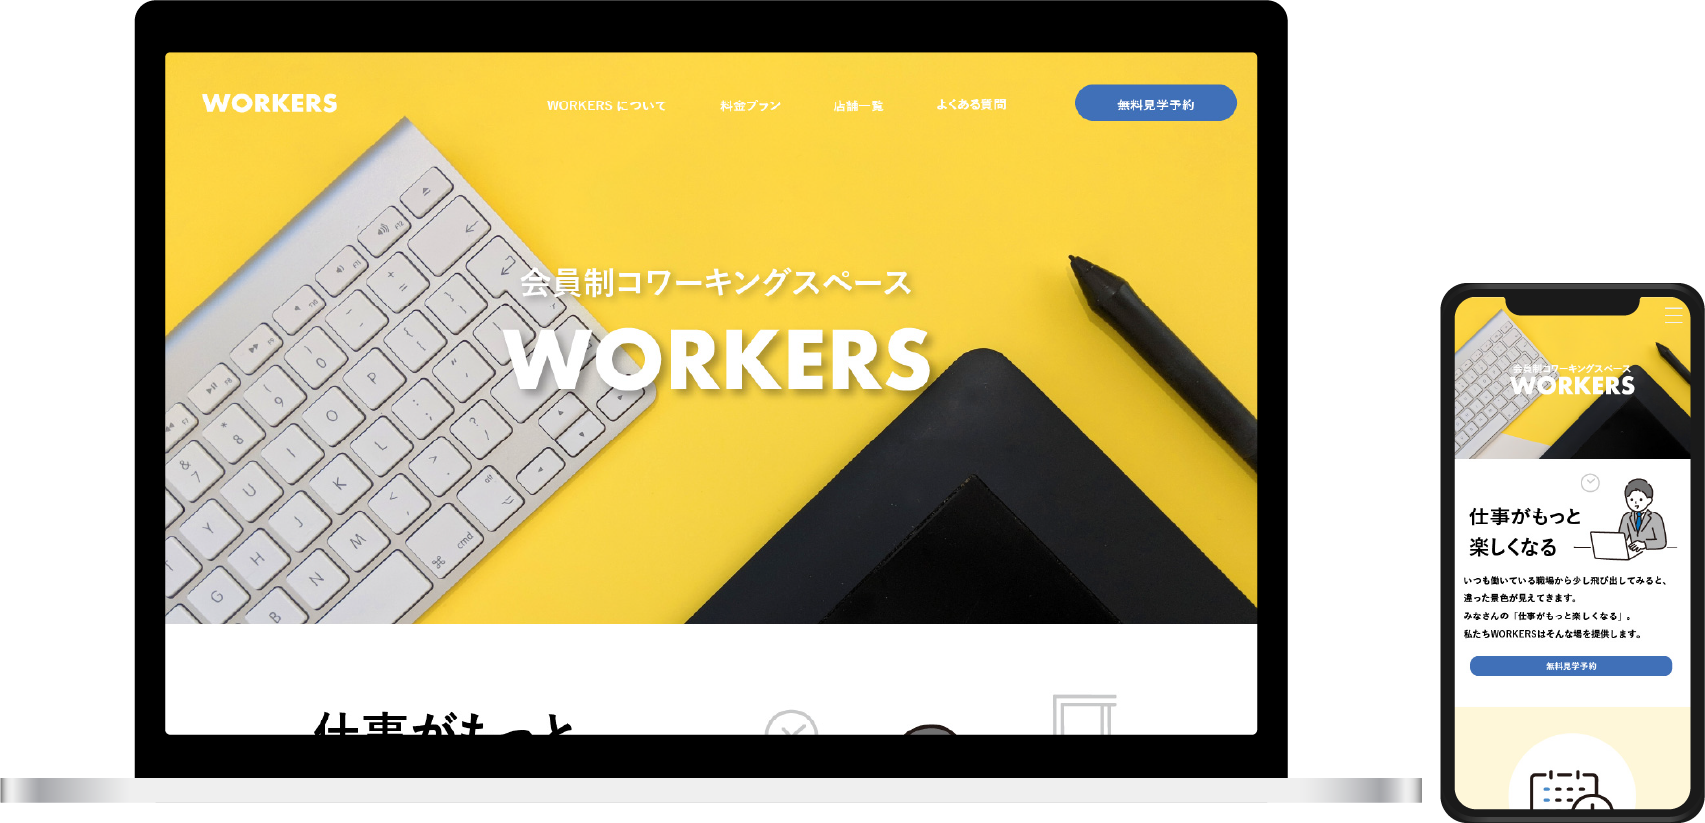 WORKERS
WORKERS について
料金プラン
店舗一覧
よくある質問
無料見学予約
会員制コワーキングスペース
WORKERS
仕事がもっと
会員制コワーキングスペース
WORKERS
仕事がもっと
楽しくなる
いつも働いている職場から少し飛び出してみると、
違った景色が見えてきます。
みなさんの「仕事がもっと楽しくなる」。
私たちWORKERSはそんな場を提供します。
無料見学予約